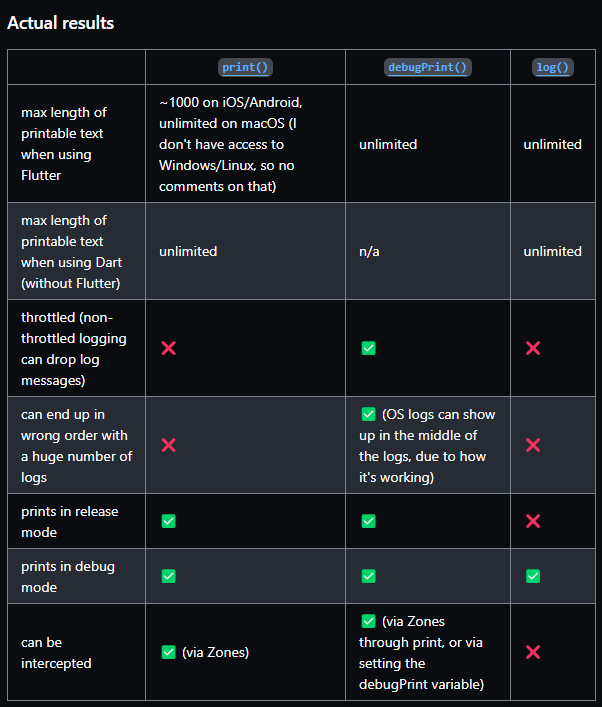 Actual results
print()
debugPrint()
log()
max length of
printable text
when using
Flutter
~1000 on iOS/Android,
unlimited on macOS (I
don't have access to
Windows/Linux, so no
comments on that)
unlimited
unlimited
max length of
printable text
when using Dart
(without Flutter)
unlimited
n/a
unlimited
throttled (non-
throttled logging
can drop log
messages)
❌
✅
❌
can end up in
wrong order with
a huge number of
logs
❌
✅ (OS logs can show
up in the middle of
the logs, due to how
it's working)
❌
prints in release
mode
✅
✅
❌
prints in debug
mode
✅
✅
✅
can be
intercepted
✅ (via Zones)
✅ (via Zones
through print, or via
setting the
debugPrint variable)
❌